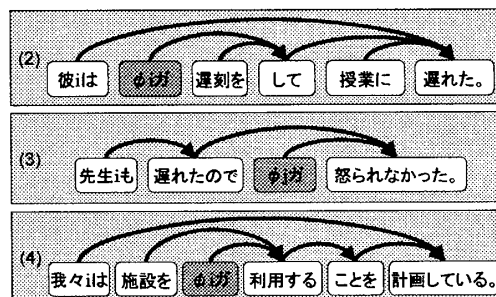 (2) 彼iは φiガ 遅刻を して 授業に 遅れた。
(3) 先生iも 遅れたので φjガ 怒られなかった。
(4) 我々iは 施設を φiガ 利用する ことを 計画している。